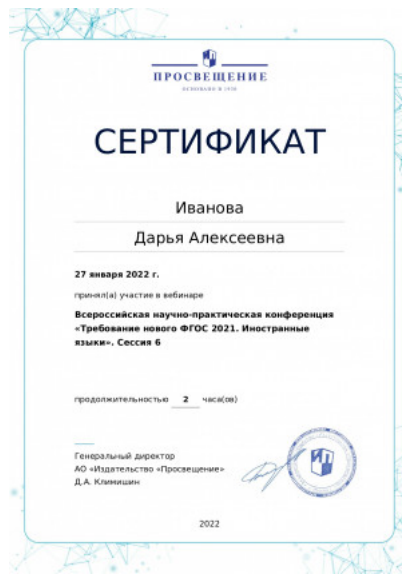 ПРОСВЕЩЕНИЕ
ОСНОВАНО В 1930
СЕРТИФИКАТ
Иванова
Дарья Алексеевна
27 января 2022 г.
принял(а) участие в вебинаре
Всероссийская научно-практическая конференция
«Требование нового ФГОС 2021. Иностранные
языки». Сессия 6
продолжительностью 2 часа(ов)
Генеральный директор
АО «Издательство «Просвещение»
Д.А. Климишин
2022